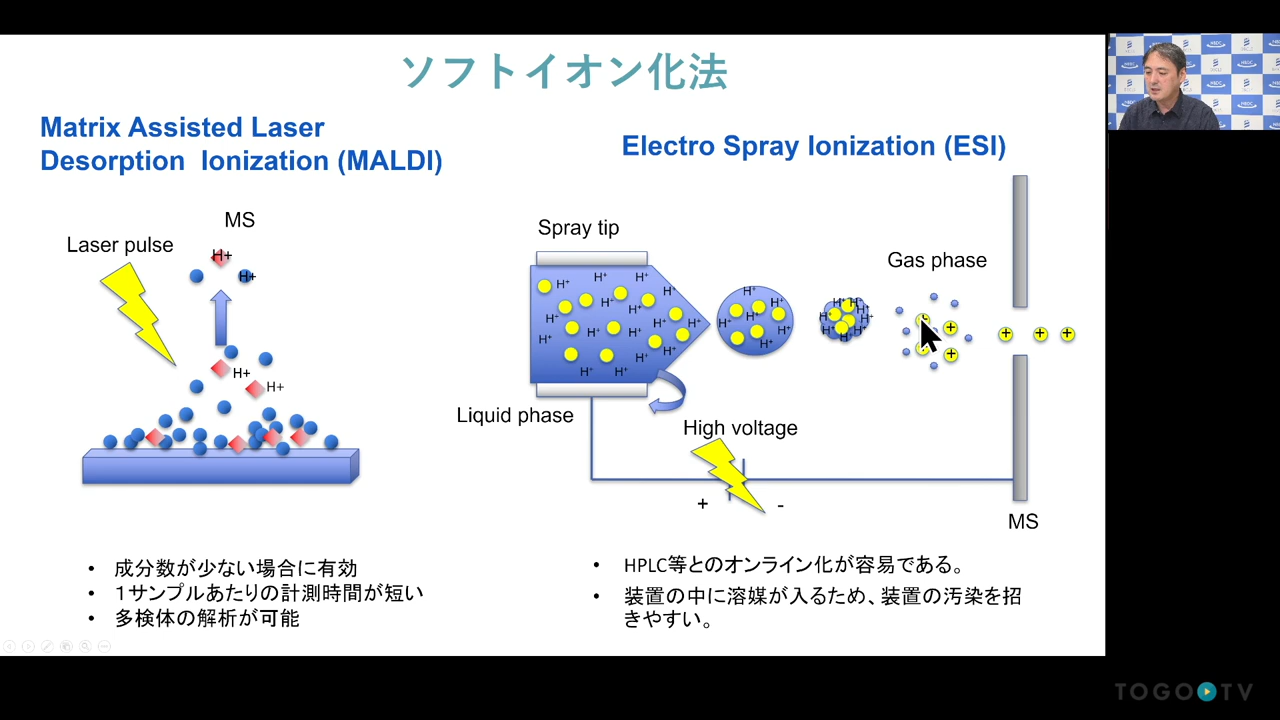 ソフトイオン化法
Matrix Assisted Laser
Desorption Ionization (MALDI)
Electro Spray Ionization (ESI)
MS
Laser pulse
H+
H+
H+
H+
Spray tip
Gas phase
Liquid phase
High voltage
+
-
MS
• 成分数が少ない場合に有効
• １サンプルあたりの計測時間が短い
• 多検体の解析が可能
• HPLC等とのオンライン化が容易である。
• 装置の中に溶媒が入るため、装置の汚染を招
きやすい。
TOGO TV